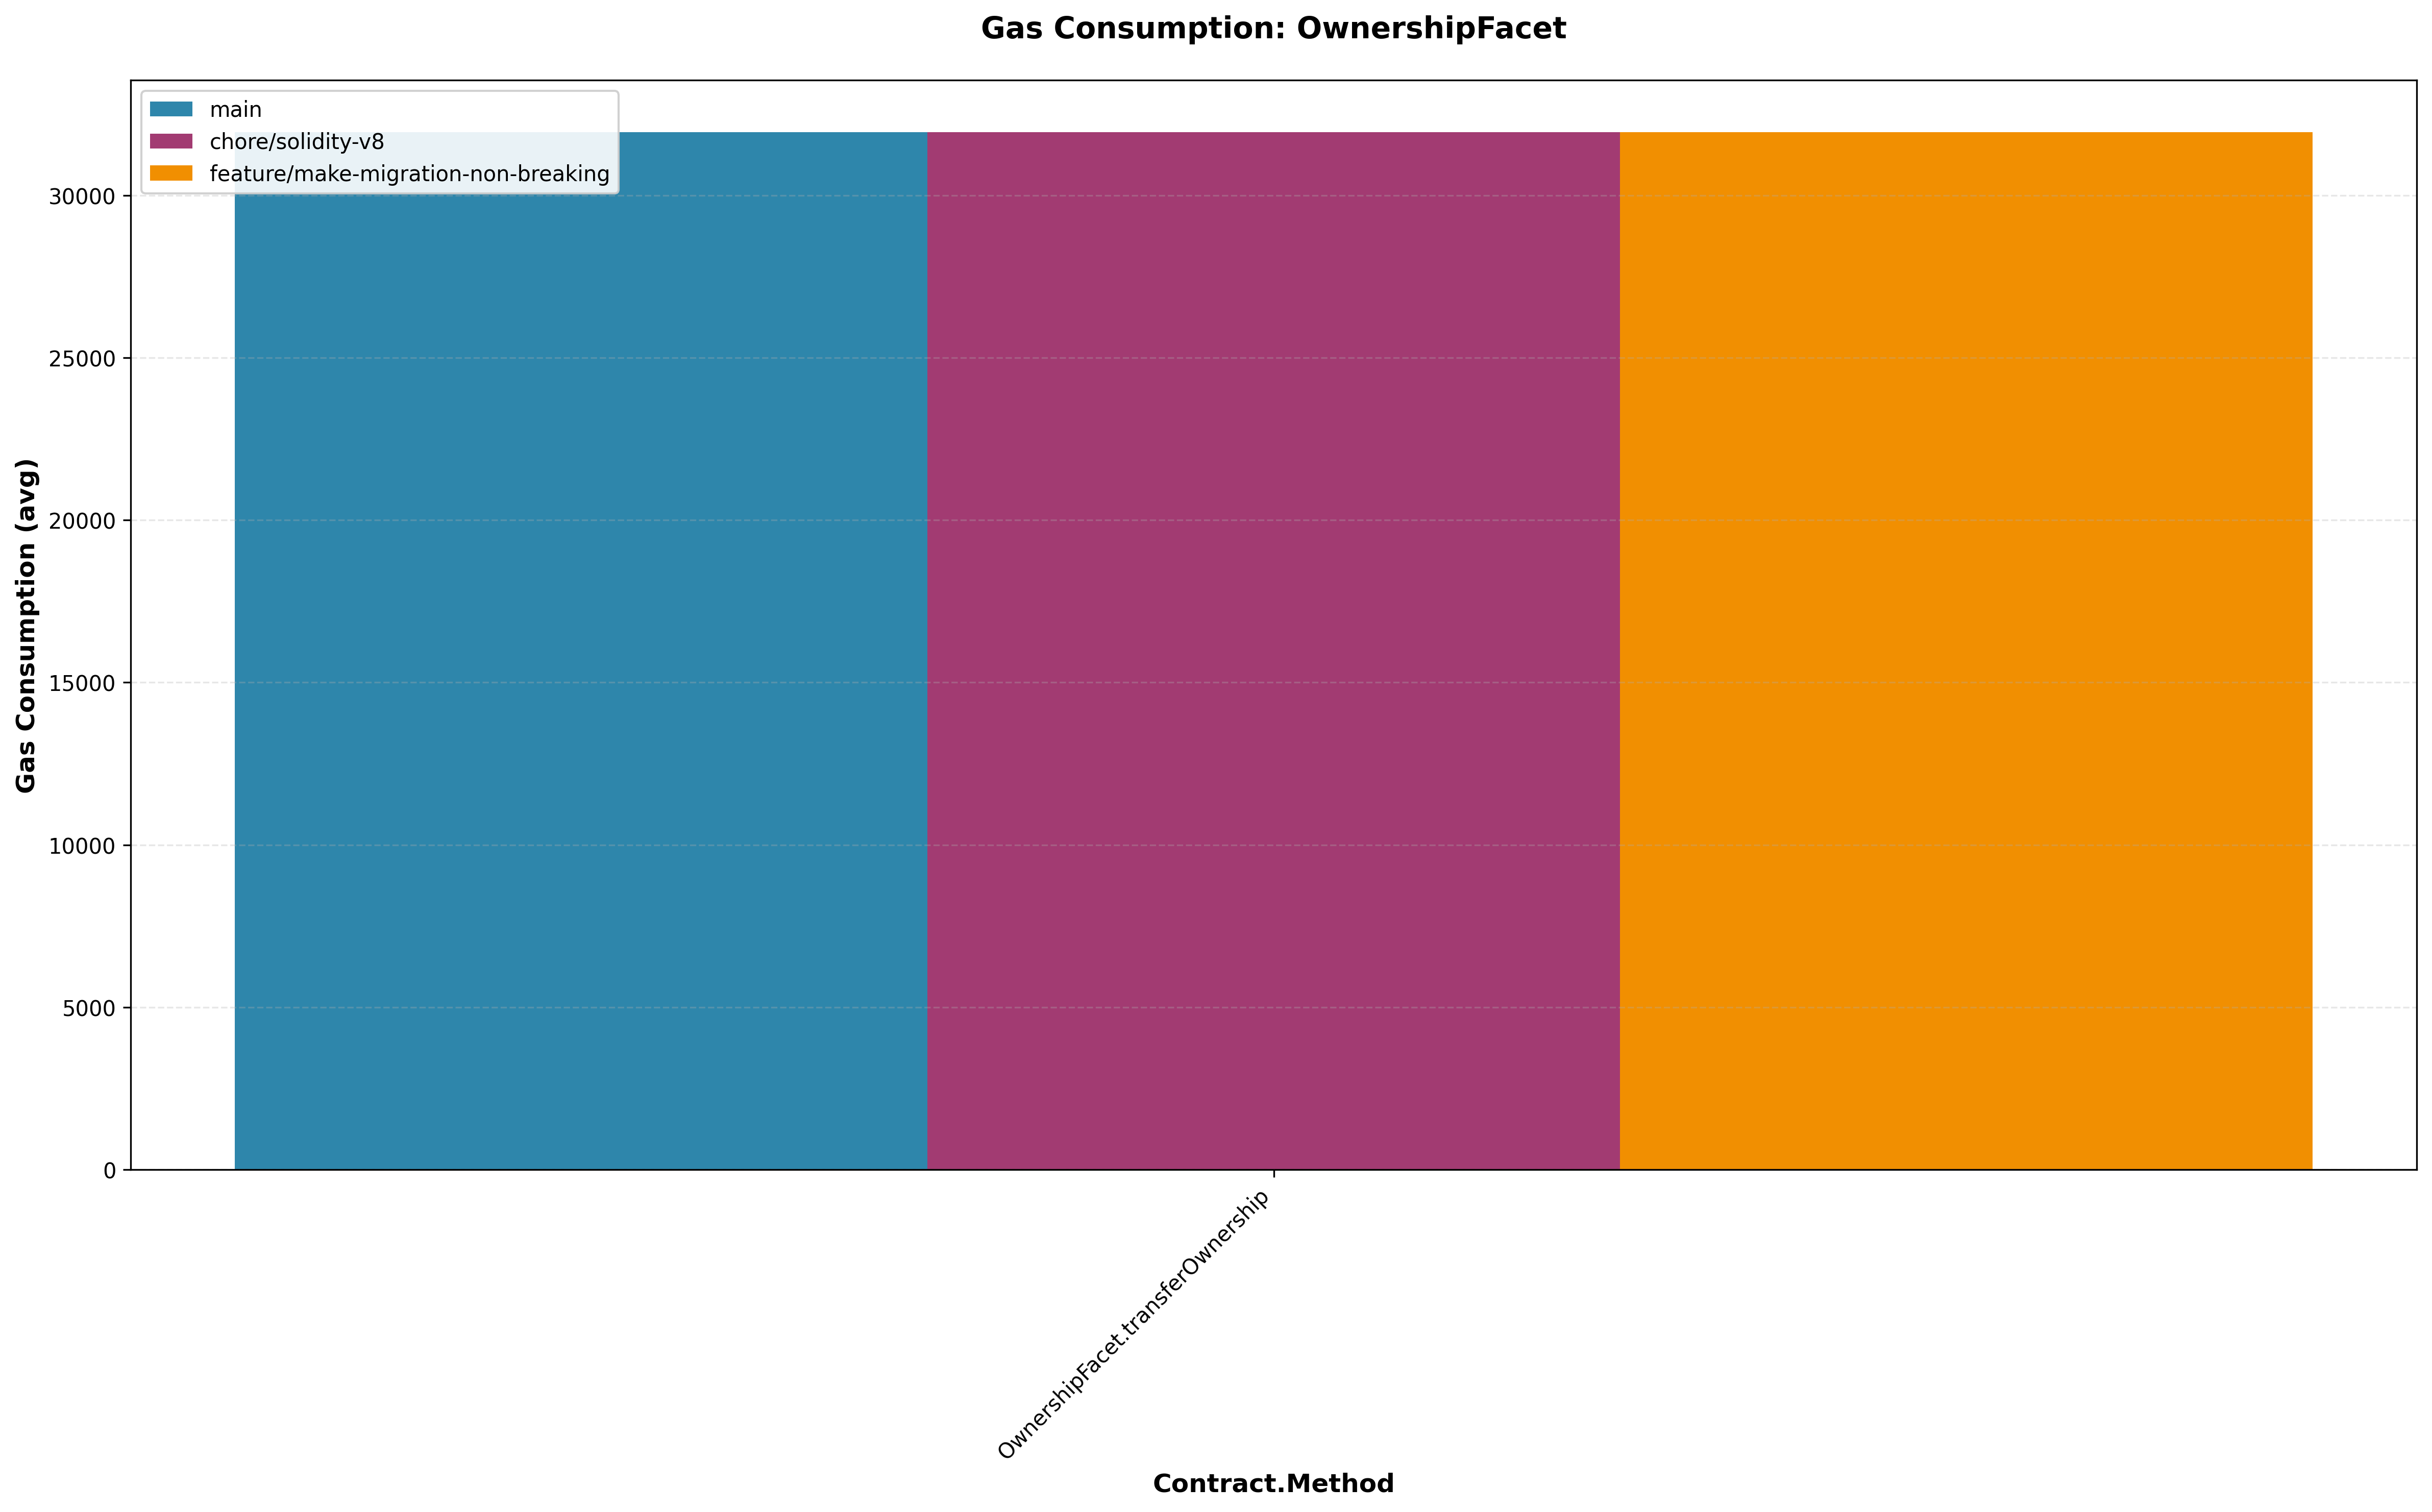 Gas Consumption: OwnershipFacet
main
chore/solidity-v8
feature/make-migration-non-breaking
Gas Consumption (avg)
30000
25000
20000
15000
10000
5000
0
OwnershipFacet.transferOwnership
Contract.Method